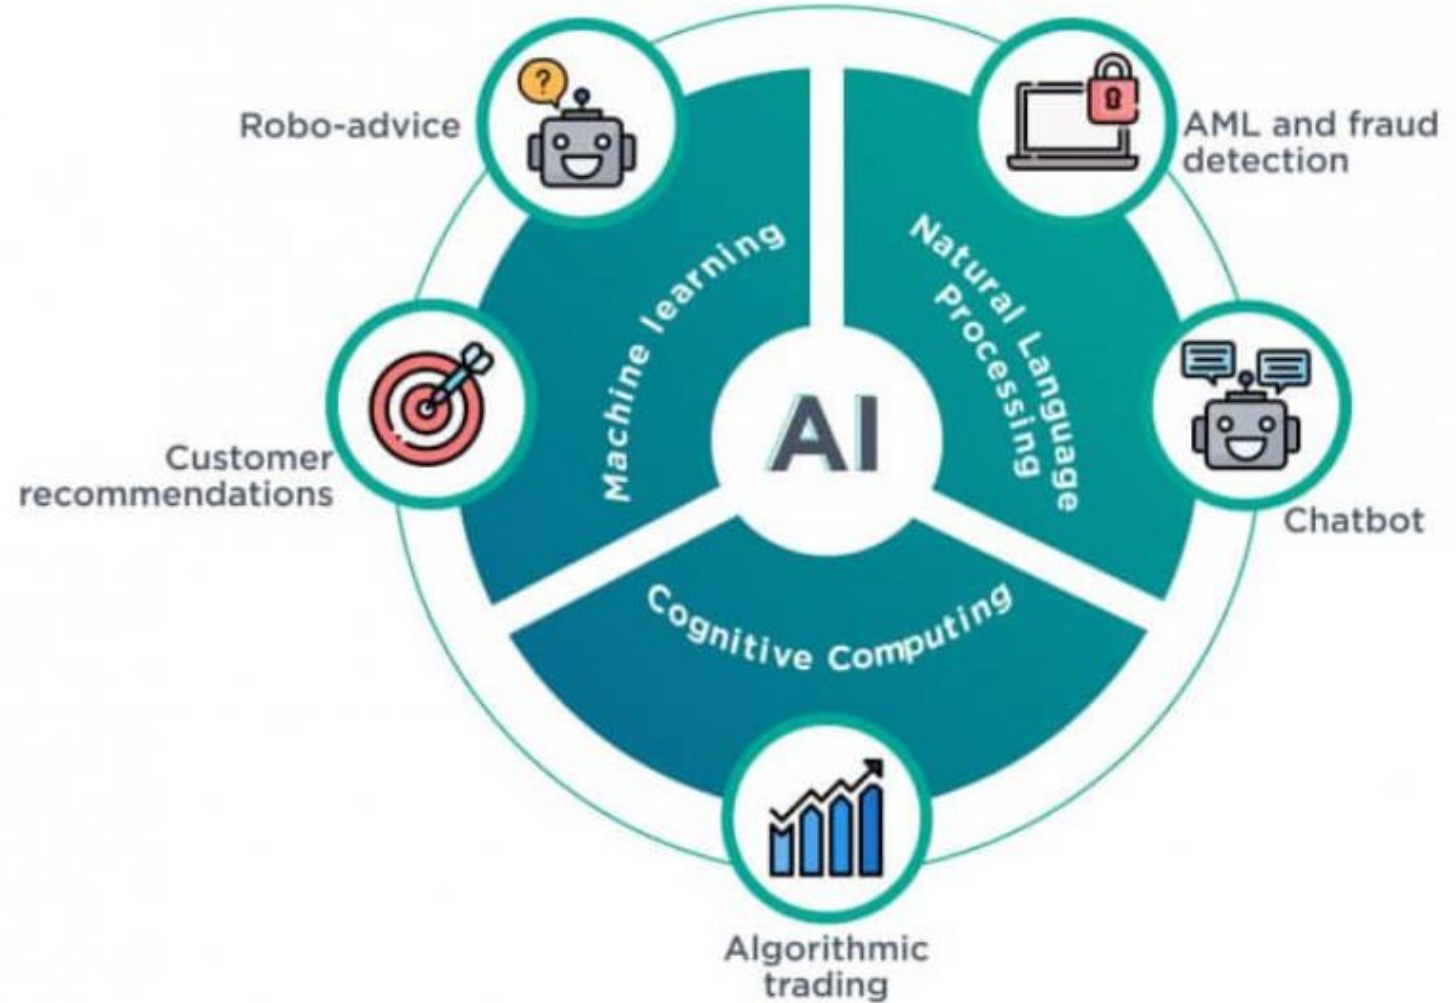 Robo-advice
?
AML and fraud
detection
Machine learning
Natural Language
Processing
AI
Customer
recommendations
Chatbot
Cognitive Computing
Algorithmic
trading